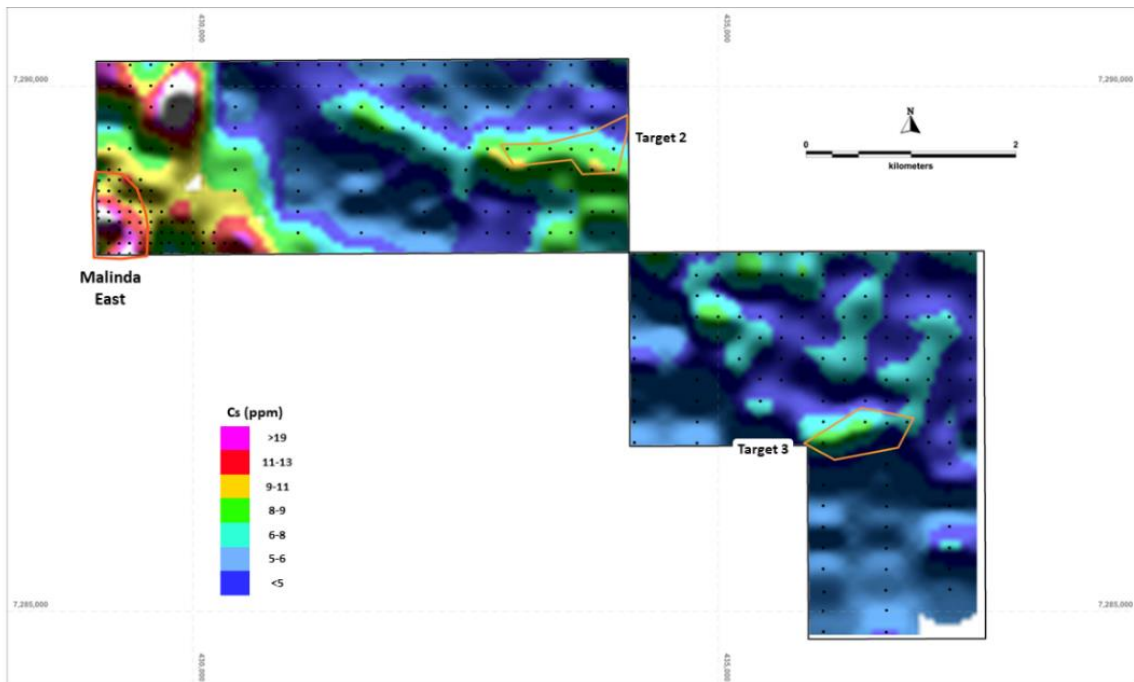 430,000
435,000
7,290,000
7,290,000
N
Target 2
0
2
kilometers
Malinda
East
Cs (ppm)
>19
11-13
9-11
8-9
6-8
5-6
<5
Target 3
7,285,000
7,285,000
430,000
435,000